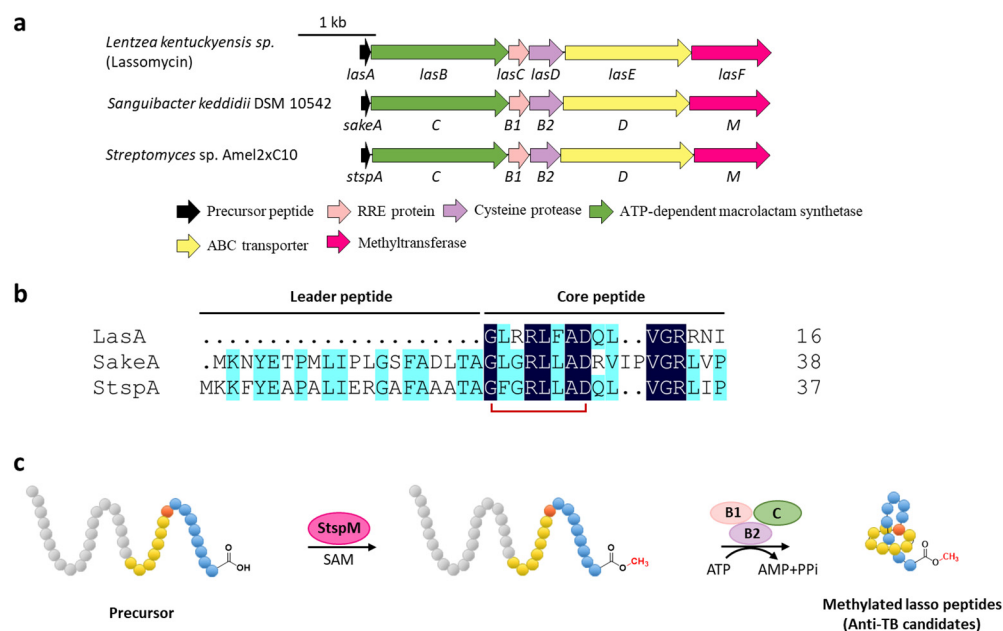 a
1 kb
Lentzea kentuckyensis sp.
(Lassomycin)
lasA lasB lasC lasD lasE lasF
Sanguibacter keddidii DSM 10542
sakeA C B1 B2 D M
Streptomyces sp. Amel2xC10
stspA C B1 B2 D M
Precursor peptide RRE protein Cysteine protease ATP-dependent macrolactam synthetase
ABC transporter Methyltransferase
b
Leader peptide Core peptide
LasA .....................GLRRLFADQL..VGRRNI 16
SakeA .MKNYETPMLIPLGSFADLTAGLGRLLADRVIPVGRLVP 38
StspA MKKFYEAPALIERGAFAAATAGFGRLLADQL..VGRLIP 37
c
O
OH
StspM
SAM
O
O-CH3
B1 C
B2
ATP AMP+PPi
O
O-CH3
Precursor
Methylated lasso peptides
(Anti-TB candidates)